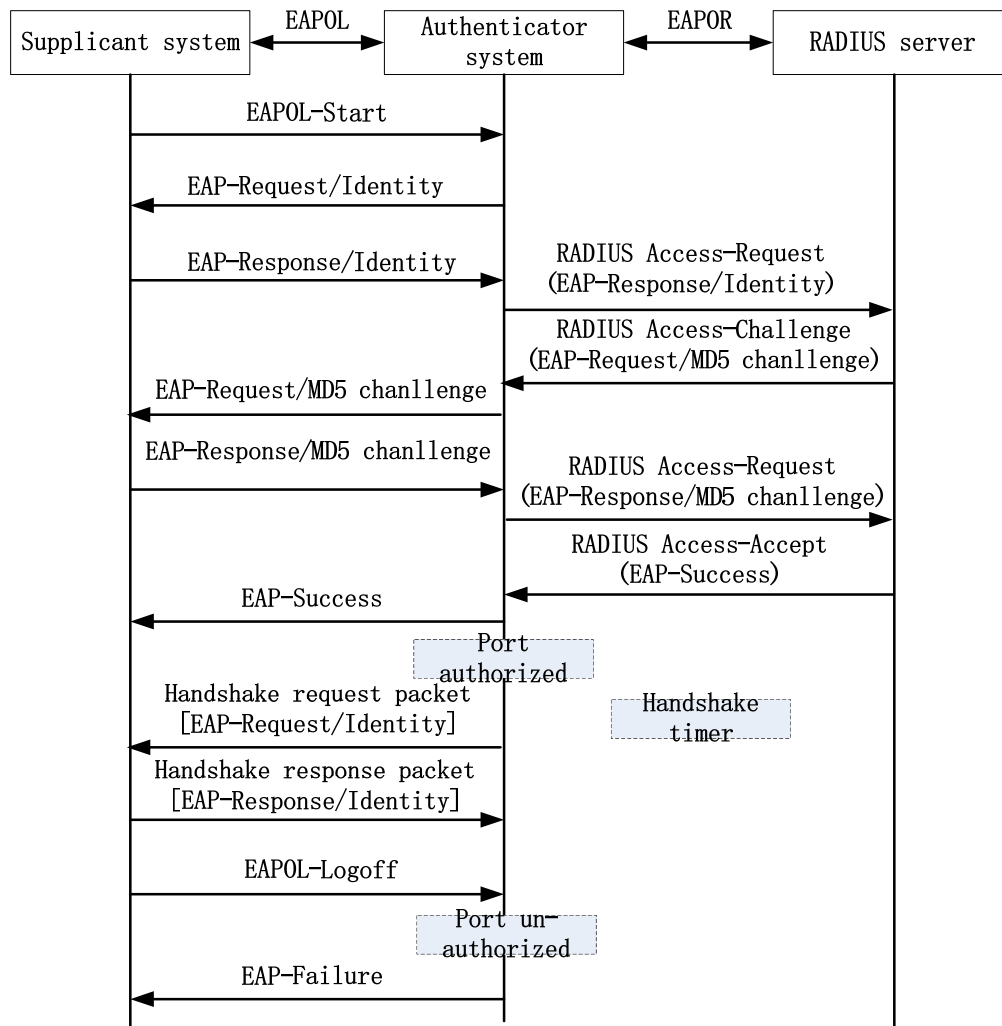 Supplicant system
EAPOL
Authenticator
system
EAPOR
RADIUS server
EAPOL-Start
EAP-Request/Identity
EAP-Response/Identity
RADIUS Access-Request
(EAP-Response/Identity)
RADIUS Access-Challenge
(EAP-Request/MD5 chanllenge)
EAP-Request/MD5 chanllenge
EAP-Response/MD5 chanllenge
RADIUS Access-Request
(EAP-Response/MD5 chanllenge)
RADIUS Access-Accept
(EAP-Success)
EAP-Success
Port
authorized
Handshake request packet
[EAP-Request/Identity]
Handshake
timer
Handshake response packet
[EAP-Response/Identity]
EAPOL-Logoff
Port un-
authorized
EAP-Failure